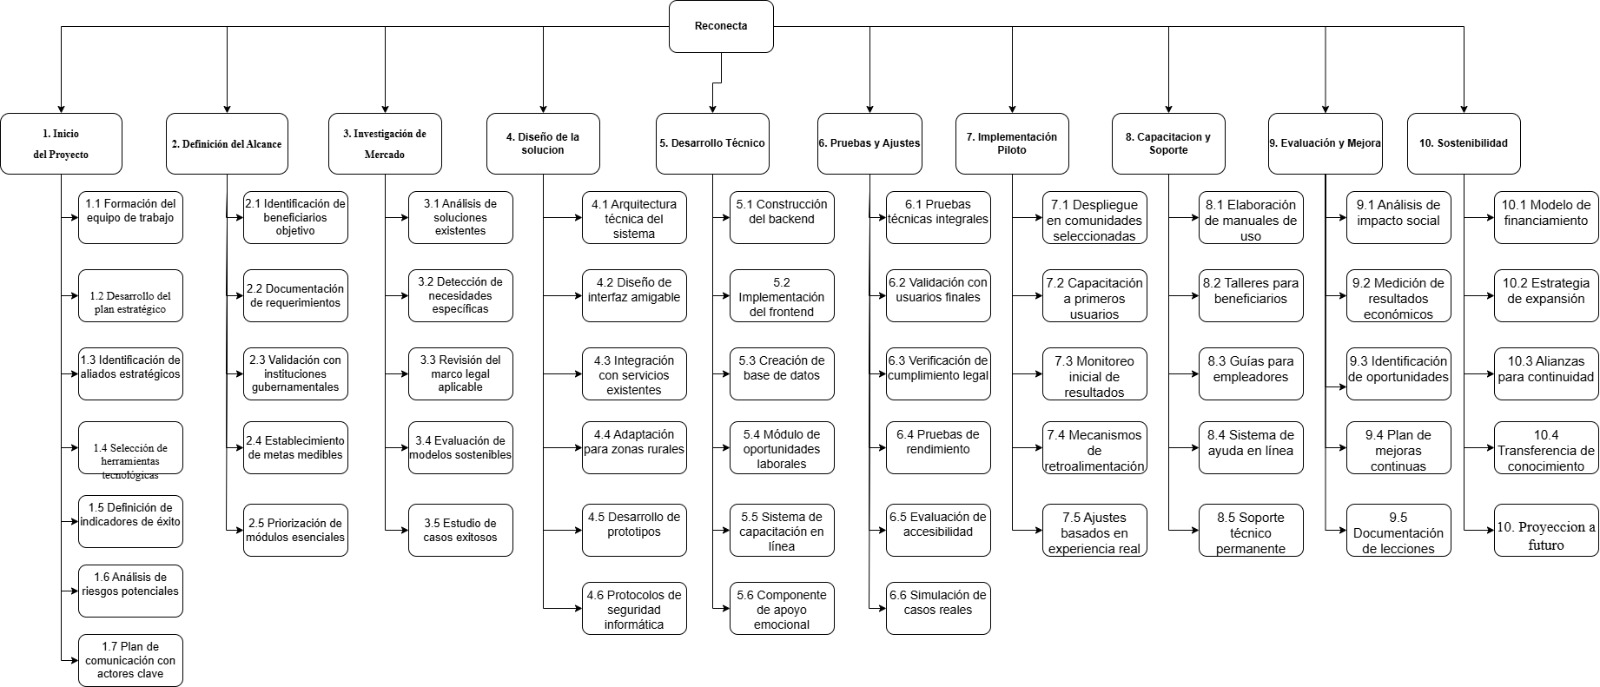 Reconecta
1. Inicio
del Proyecto
1.1 Formación del
equipo de trabajo
1.2 Desarrollo del
plan estratégico
1.3 Identificación de
aliados estratégicos
1.4 Selección de
herramientas
tecnológicas
1.5 Definición de
indicadores de éxito
1.6 Análisis de
riesgos potenciales
1.7 Plan de
comunicación con
actores clave
2. Definición del Alcance
2.1 Identificación de
beneficiarios
objetivo
2.2 Documentación
de requerimientos
2.3 Validación con
instituciones
gubernamentales
2.4 Establecimiento
de metas medibles
2.5 Priorización de
módulos esenciales
3. Investigación de
Mercado
3.1 Análisis de
soluciones
existentes
3.2 Detección de
necesidades
específicas
3.3 Revisión del
marco legal
aplicable
3.4 Evaluación de
modelos sostenibles
3.5 Estudio de
casos exitosos
4. Diseño de la
solucion
4.1 Arquitectura
técnica del
sistema
4.2 Diseño de
interfaz amigable
4.3 Integración
con servicios
existentes
4.4 Adaptación
para zonas rurales
4.5 Desarrollo de
prototipos
4.6 Protocolos de
seguridad
informática
5. Desarrollo Técnico
5.1 Construcción
del backend
5.2
Implementación
del frontend
5.3 Creación de
base de datos
5.4 Módulo de
oportunidades
laborales
5.5 Sistema de
capacitación en
línea
5.6 Componente
de apoyo
emocional
6. Pruebas y Ajustes
6.1 Pruebas
técnicas integrales
6.2 Validación con
usuarios finales
6.3 Verificación de
cumplimiento legal
6.4 Pruebas de
rendimiento
6.5 Evaluación de
accesibilidad
6.6 Simulación de
casos reales
7. Implementación
Piloto
7.1 Despliegue
en comunidades
seleccionadas
7.2 Capacitación
a primeros
usuarios
7.3 Monitoreo
inicial de
resultados
7.4 Mecanismos
de
retroalimentación
7.5 Ajustes
basados en
experiencia real
8. Capacitacion y
Soporte
8.1 Elaboración
de manuales de
uso
8.2 Talleres para
beneficiarios
8.3 Guías para
empleadores
8.4 Sistema de
ayuda en línea
8.5 Soporte
técnico
permanente
9. Evaluación y Mejora
9.1 Análisis de
impacto social
9.2 Medición de
resultados
económicos
9.3 Identificación
de oportunidades
9.4 Plan de
mejoras
continuas
9.5
Documentación
de lecciones
10. Sostenibilidad
10.1 Modelo de
financiamiento
10.2 Estrategia
de expansión
10.3 Alianzas
para continuidad
10.4
Transferencia de
conocimiento
10. Proyeccion a
futuro